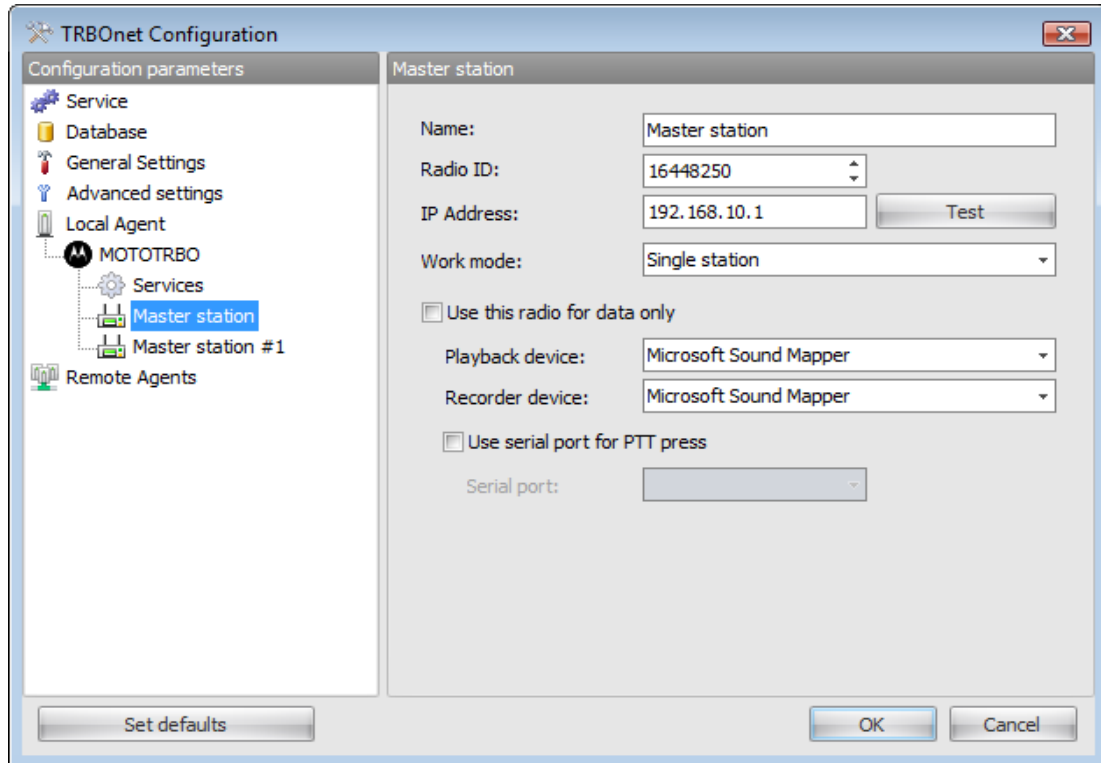 TRBOnet Configuration
Configuration parameters
Service
Database
General Settings
Advanced settings
Local Agent
MOTOTRBO
Services
Master station
Master station #1
Remote Agents
Master station
Name: Master station
Radio ID: 16448250
IP Address: 192.168.10.1 Test
Work mode: Single station
Use this radio for data only
Playback device: Microsoft Sound Mapper
Recorder device: Microsoft Sound Mapper
Use serial port for PTT press
Serial port:
Set defaults OK Cancel